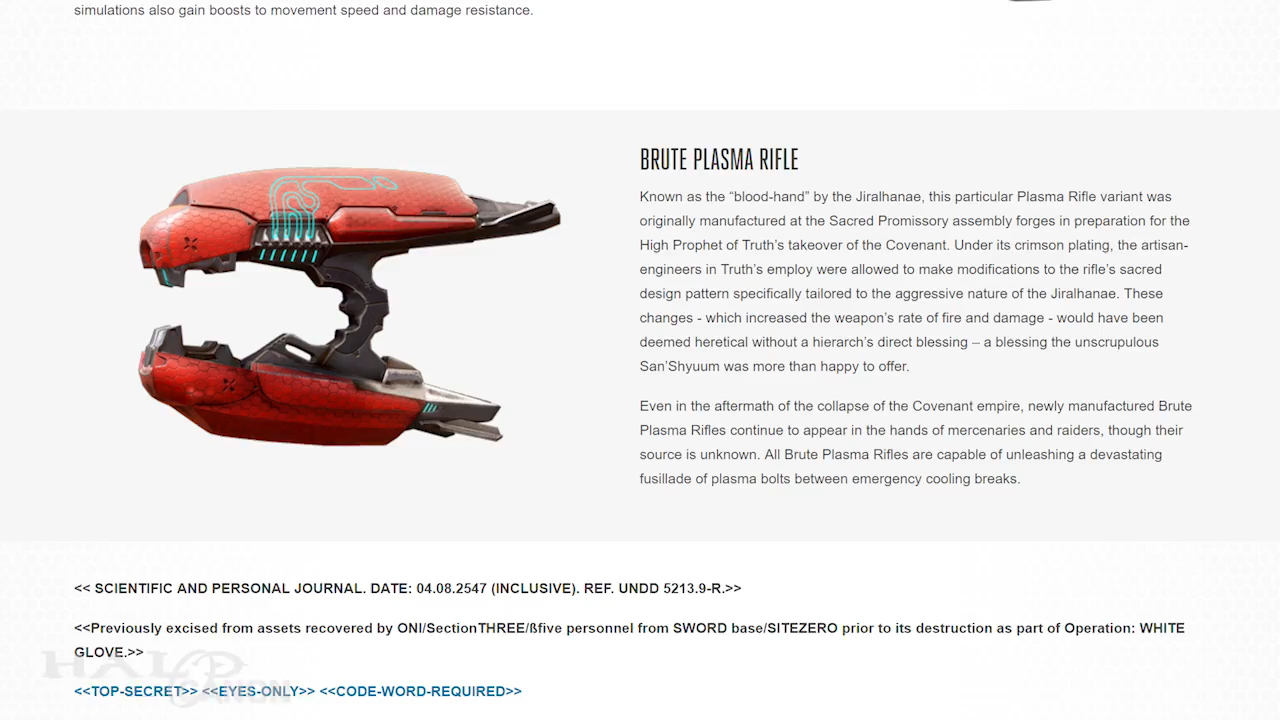 simulations also gain boosts to movement speed and damage resistance.
BRUTE PLASMA RIFLE
Known as the “blood-hand” by the Jiralhanae, this particular Plasma Rifle variant was
originally manufactured at the Sacred Promissory assembly forges in preparation for the
High Prophet of Truth’s takeover of the Covenant. Under its crimson plating, the artisan-
engineers in Truth’s employ were allowed to make modifications to the rifle’s sacred
design pattern specifically tailored to the aggressive nature of the Jiralhanae. These
changes - which increased the weapon’s rate of fire and damage - would have been
deemed heretical without a hierarch’s direct blessing – a blessing the unscrupulous
San’Shyuum was more than happy to offer.
Even in the aftermath of the collapse of the Covenant empire, newly manufactured Brute
Plasma Rifles continue to appear in the hands of mercenaries and raiders, though their
source is unknown. All Brute Plasma Rifles are capable of unleashing a devastating
fusillade of plasma bolts between emergency cooling breaks.
<< SCIENTIFIC AND PERSONAL JOURNAL. DATE: 04.08.2547 (INCLUSIVE). REF. UNDD 5213.9-R.>>
<<Previously excised from assets recovered by ONI/SectionTHREE/ßfive personnel from SWORD base/SITEZERO prior to its destruction as part of Operation: WHITE
GLOVE.>>
<<TOP-SECRET>> <<EYES-ONLY>> <<CODE-WORD-REQUIRED>>
HALO
CANON